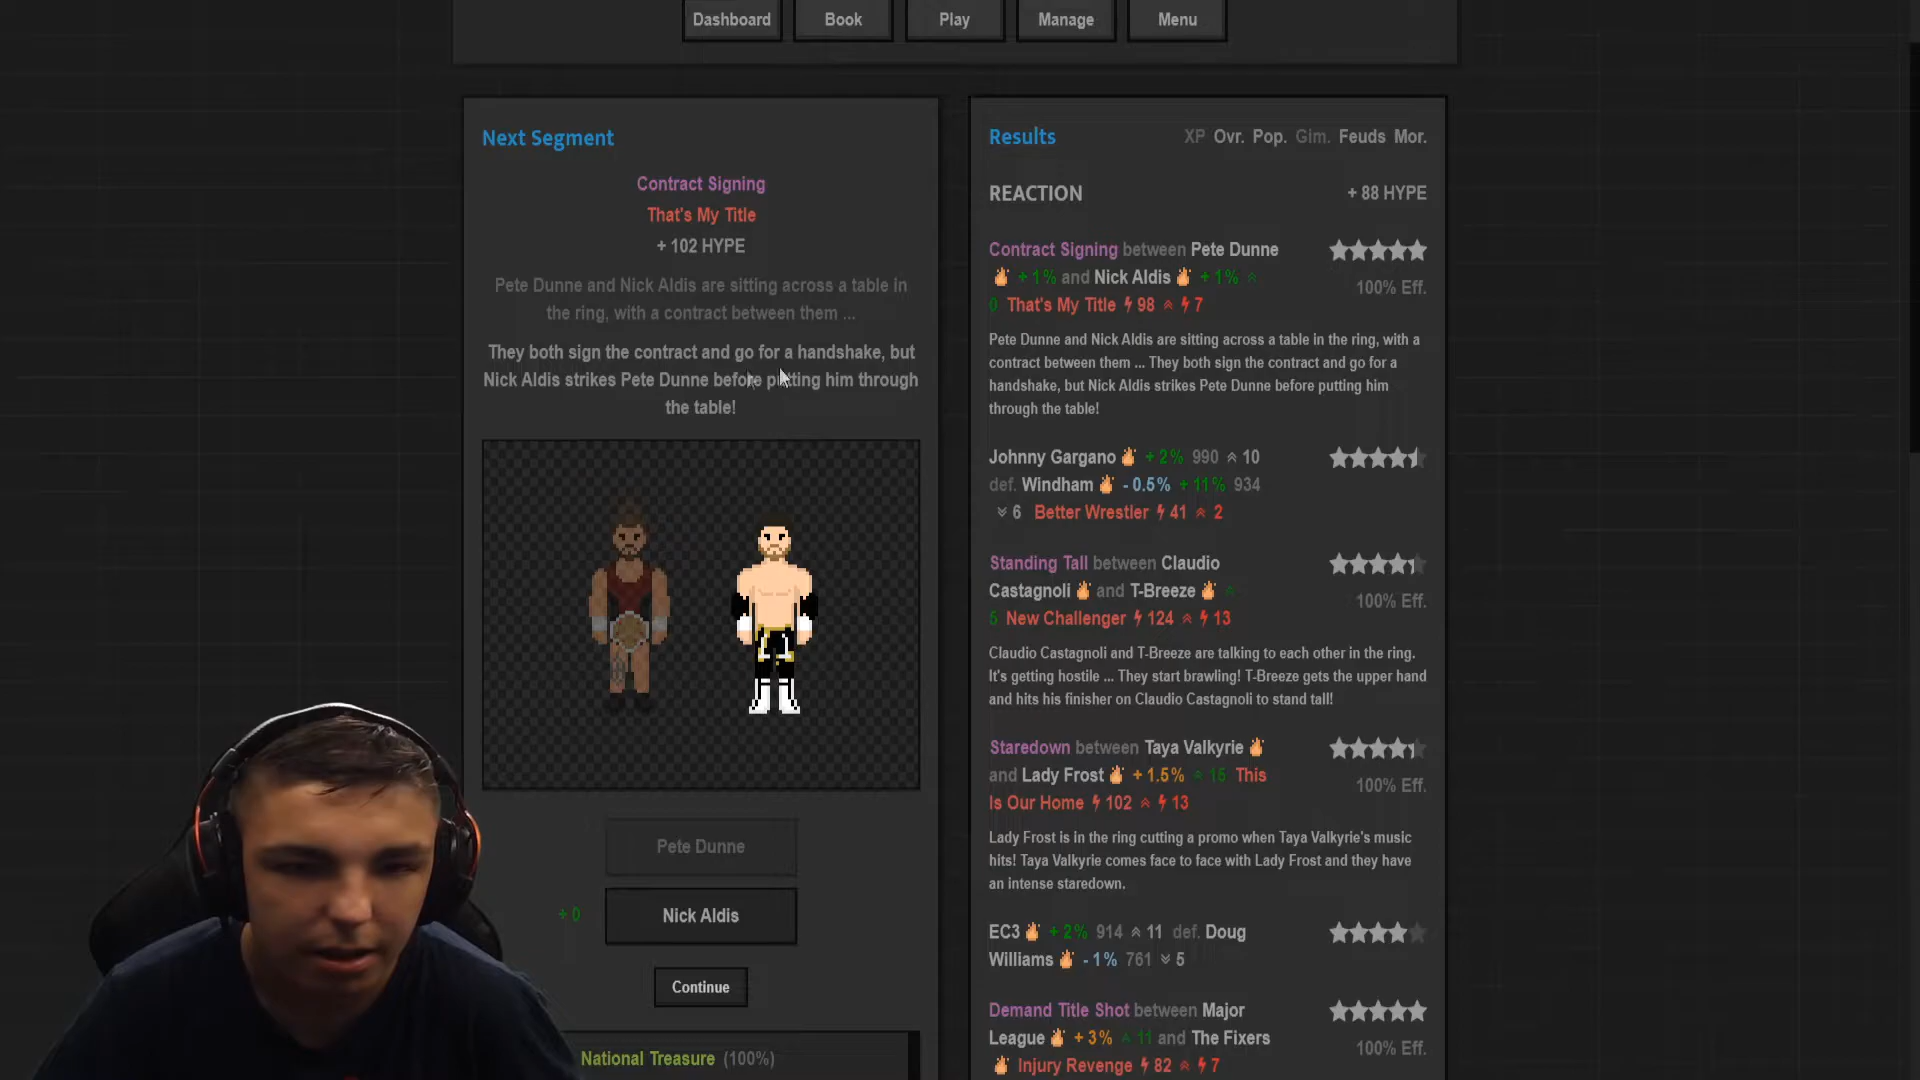 Dashboard Book Play Manage Menu
Next Segment
Contract Signing
That's My Title
+ 102 HYPE
Pete Dunne and Nick Aldis are sitting across a table in
the ring, with a contract between them ...
They both sign the contract and go for a handshake, but
Nick Aldis strikes Pete Dunne before putting him through
the table!
Pete Dunne
+ 0 Nick Aldis
Continue
National Treasure (100%)
Results XP Ovr. Pop. Gim. Feuds Mor.
REACTION + 88 HYPE
Contract Signing between Pete Dunne
+ 1% and Nick Aldis + 1%
0 That's My Title 98 7
100% Eff.
Pete Dunne and Nick Aldis are sitting across a table in the ring, with a
contract between them ... They both sign the contract and go for a
handshake, but Nick Aldis strikes Pete Dunne before putting him
through the table!
Johnny Gargano + 2% 990 10
def. Windham - 0.5% + 11% 934
6 Better Wrestler 41 2
Standing Tall between Claudio
Castagnoli and T-Breeze
5 New Challenger 124 13
100% Eff.
Claudio Castagnoli and T-Breeze are talking to each other in the ring.
It's getting hostile ... They start brawling! T-Breeze gets the upper hand
and hits his finisher on Claudio Castagnoli to stand tall!
Staredown between Taya Valkyrie
and Lady Frost + 1.5% 15 This
Is Our Home 102 13
100% Eff.
Lady Frost is in the ring cutting a promo when Taya Valkyrie's music
hits! Taya Valkyrie comes face to face with Lady Frost and they have
an intense staredown.
EC3 + 2% 914 11 def. Doug
Williams - 1% 761 5
Demand Title Shot between Major
League + 3% 11 and The Fixers
Injury Revenge 82 7
100% Eff.